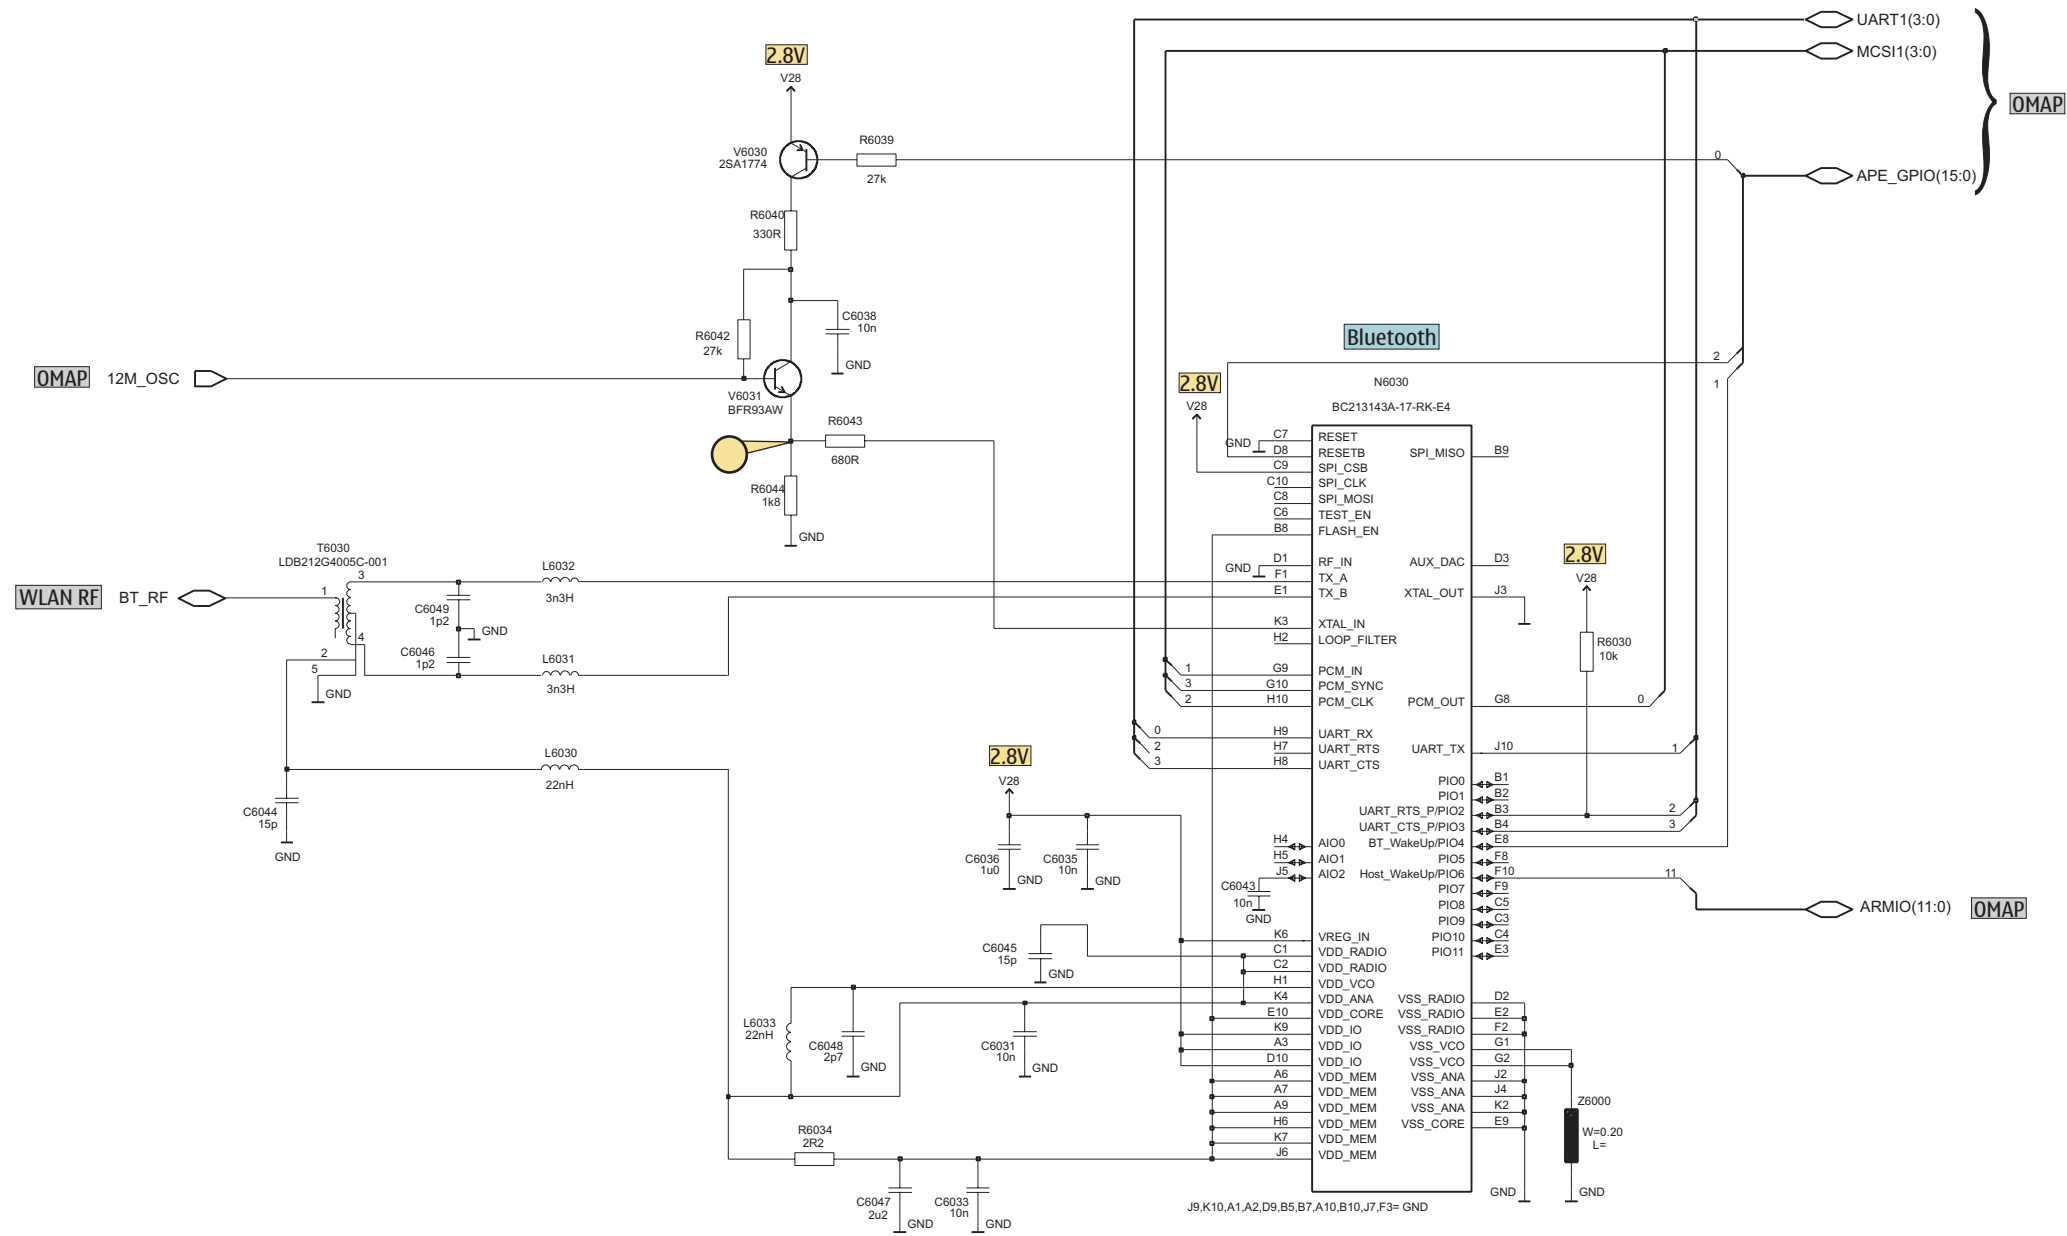 UART1(3:0)
MCSI1(3:0)
OMAP
APE_GPIO(15:0)
2.8V
V28
V6030
2SA1774
R6039
27k
0
R6040
330R
R6042
27k
C6038
10n
GND
OMAP
12M_OSC
V6031
BFR93AW
R6043
680R
R6044
1k8
GND
Bluetooth
2
1
2.8V
V28
N6030
BC213143A-17-RK-E4
GND
C7 RESET
D8 RESETB
C9 SPI_CSB
C10 SPI_CLK
C8 SPI_MOSI
C6 TEST_EN
B8 FLASH_EN
SPI_MISO B9
GND
D1 RF_IN
F1 TX_A
E1 TX_B
AUX_DAC D3
XTAL_OUT J3
2.8V
V28
R6030
10k
K3 XTAL_IN
H2 LOOP_FILTER
T6030
LDB212G4005C-001
WLAN RF
BT_RF
1
3
4
2
5
GND
L6032
3n3H
C6049
1p2
GND
C6046
1p2
L6031
3n3H
1 G9 PCM_IN
3 G10 PCM_SYNC
2 H10 PCM_CLK
PCM_OUT G8 0
0 H9 UART_RX
2 H7 UART_RTS
3 H8 UART_CTS
UART_TX J10 1
L6030
22nH
C6044
15p
GND
2.8V
V28
C6036
1u0
GND
C6035
10n
GND
PIO0 B1
PIO1 B2
UART_RTS_P/PIO2 B3 2
UART_CTS_P/PIO3 B4 3
H4 AIO0
BT_WakeUp/PIO4 E8
H5 AIO1
PIO5 F8
J5 AIO2
Host_WakeUp/PIO6 F10 11
PIO7 F9
PIO8 C5
PIO9 C3
PIO10 C4
PIO11 E3
C6043
10n
GND
ARMIO(11:0)
OMAP
C6045
15p
GND
K6 VREG_IN
C1 VDD_RADIO
C2 VDD_RADIO
H1 VDD_VCO
K4 VDD_ANA
E10 VDD_CORE
K9 VDD_IO
A3 VDD_IO
D10 VDD_IO
A6 VDD_MEM
A7 VDD_MEM
A9 VDD_MEM
H6 VDD_MEM
K7 VDD_MEM
J6 VDD_MEM
VSS_RADIO D2
VSS_RADIO E2
VSS_RADIO F2
VSS_VCO G1
VSS_VCO G2
VSS_ANA J2
VSS_ANA J4
VSS_ANA K2
VSS_CORE E9
L6033
22nH
C6048
2p7
GND
C6031
10n
GND
Z6000
W=0.20
L=
GND
GND
R6034
2R2
C6047
2u2
GND
C6033
10n
GND
J9,K10,A1,A2,D9,B5,B7,A10,B10,J7,F3= GND